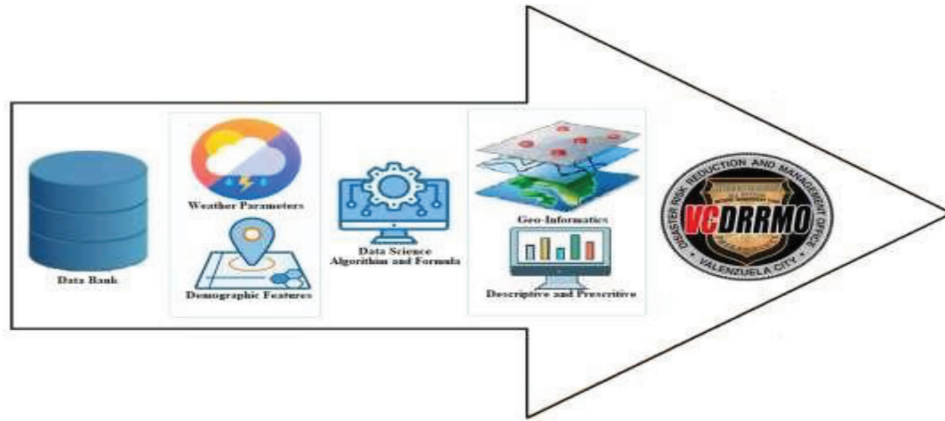 Data Bank
Weather Parameters
Demographic Features
Data Science
Algorithm and Formula
Geo-Informatics
Descriptive and Prescritive
DISASTER RISK REDUCTION AND MANAGEMENT OFFICE
VCDRRMO
• VALENZUELA CITY •